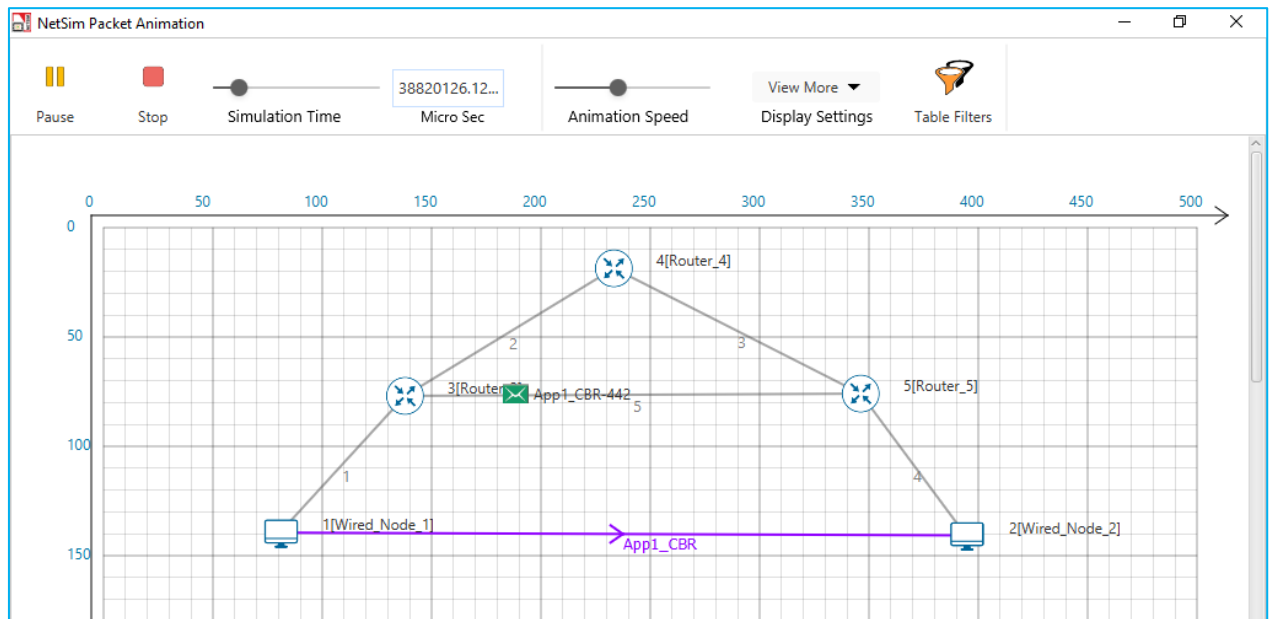 NetSim Packet Animation
38820126.12...
View More
Pause
Stop
Simulation Time
Micro Sec
Animation Speed
Display Settings
Table Filters
0 50 100 150 200 250 300 350 400 450 500
0
4[Router_4]
50
2
3
3[Router
App1_CBR-442
5
5[Router_5]
100
1
4
1[Wired_Node_1]
2[Wired_Node_2]
App1_CBR
150